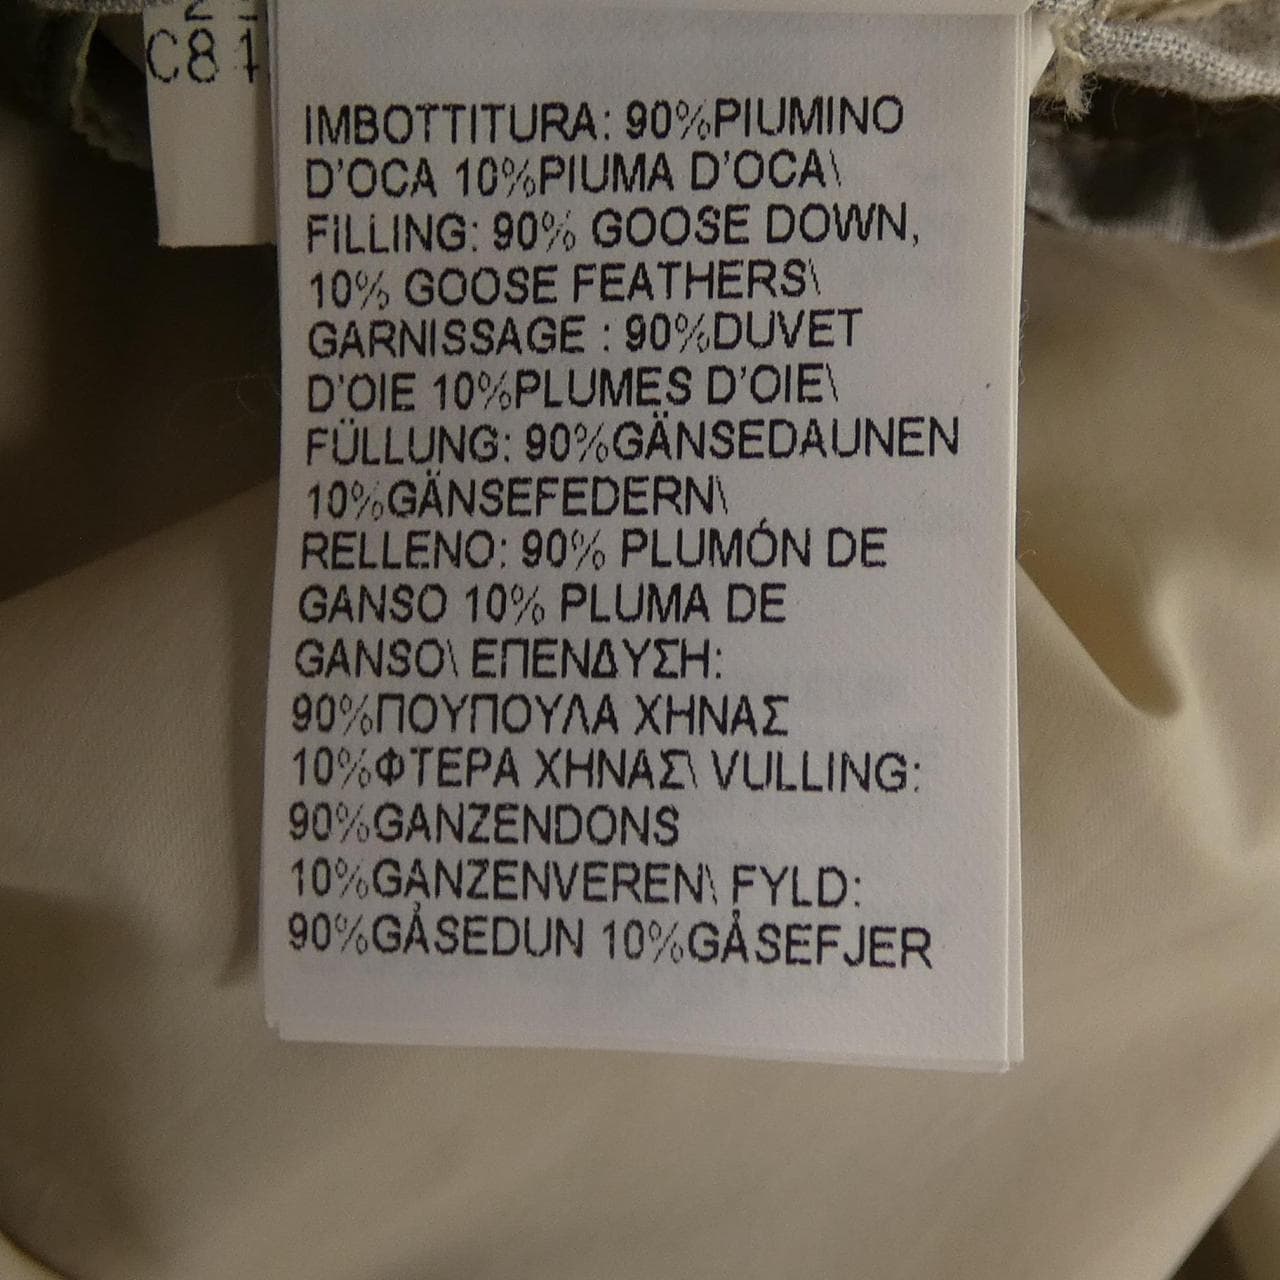 C81
IMBOTTITURA: 90%PIUMINO
D'OCA 10%PIUMA D'OCA\
FILLING: 90% GOOSE DOWN,
10% GOOSE FEATHERS\
GARNISSAGE : 90%DUVET
D'OIE 10%PLUMES D'OIE\
FÜLLUNG: 90%GÄNSEDAUNEN
10%GÄNSEFEDERN\
RELLENO: 90% PLUMÓN DE
GANSO 10% PLUMA DE
GANSO\ ΕΠΕΝΔΥΣΗ:
90%ΠΟΥΠΟΥΛΑ ΧΗΝΑΣ
10%ΦΤΕΡΑ ΧΗΝΑΣ\ VULLING:
90%GANZENDONS
10%GANZENVEREN\ FYLD:
90%GÅSEDUN 10%GÅSEFJER